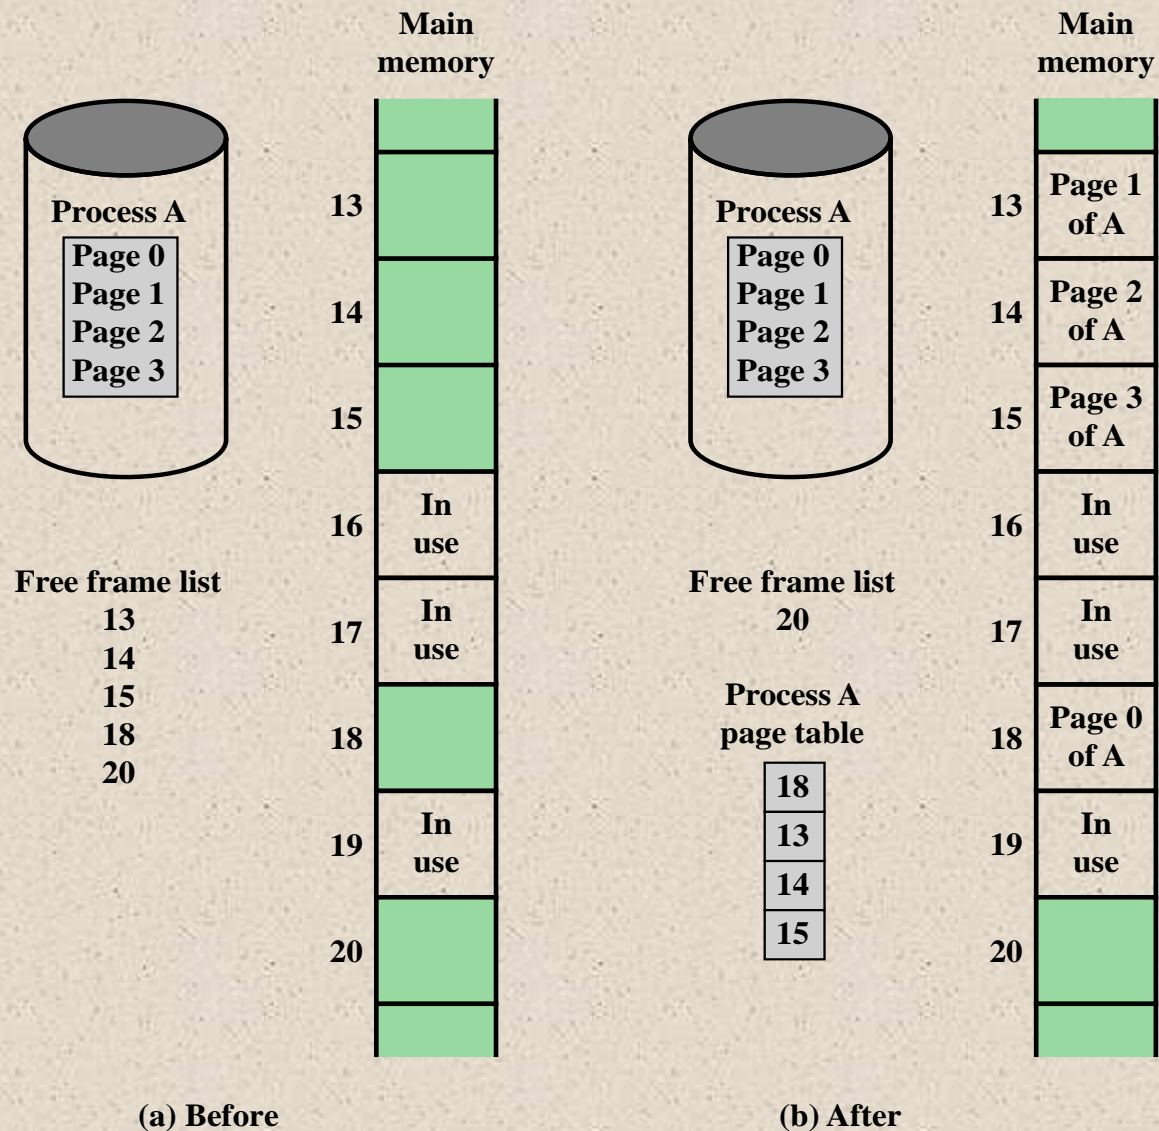 Main
memory
Process A
Page 0
Page 1
Page 2
Page 3
13
14
15
16
In
use
17
In
use
18
19
In
use
20
Free frame list
13
14
15
18
20
(a) Before
Main
memory
Process A
Page 0
Page 1
Page 2
Page 3
13
Page 1
of A
14
Page 2
of A
15
Page 3
of A
16
In
use
17
In
use
18
Page 0
of A
19
In
use
20
Free frame list
20
Process A
page table
18
13
14
15
(b) After